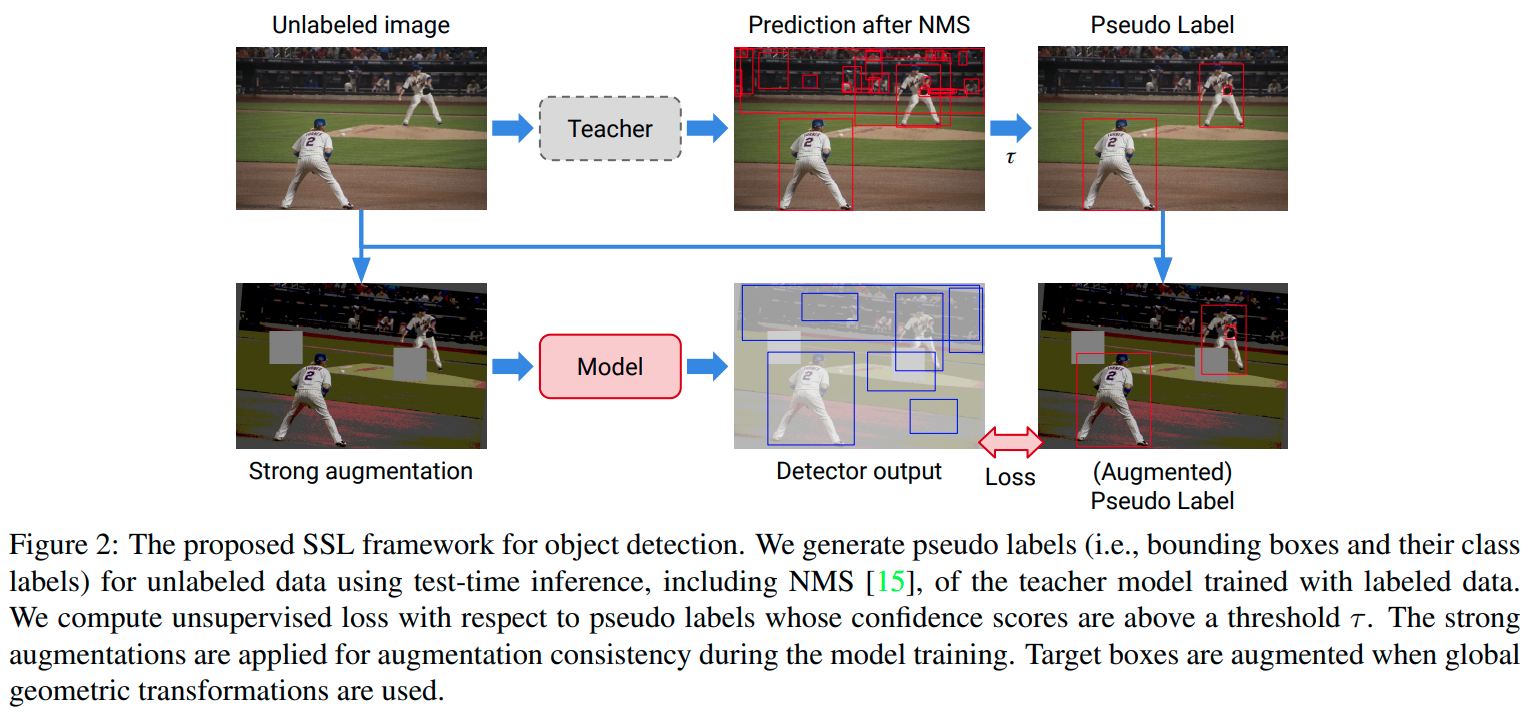 Unlabeled image
Prediction after NMS
Pseudo Label
Teacher
τ
TURNER
2
Model
Strong augmentation
Detector output
Loss
(Augmented)
Pseudo Label
Figure 2: The proposed SSL framework for object detection. We generate pseudo labels (i.e., bounding boxes and their class
labels) for unlabeled data using test-time inference, including NMS [15], of the teacher model trained with labeled data.
We compute unsupervised loss with respect to pseudo labels whose confidence scores are above a threshold τ. The strong
augmentations are applied for augmentation consistency during the model training. Target boxes are augmented when global
geometric transformations are used.